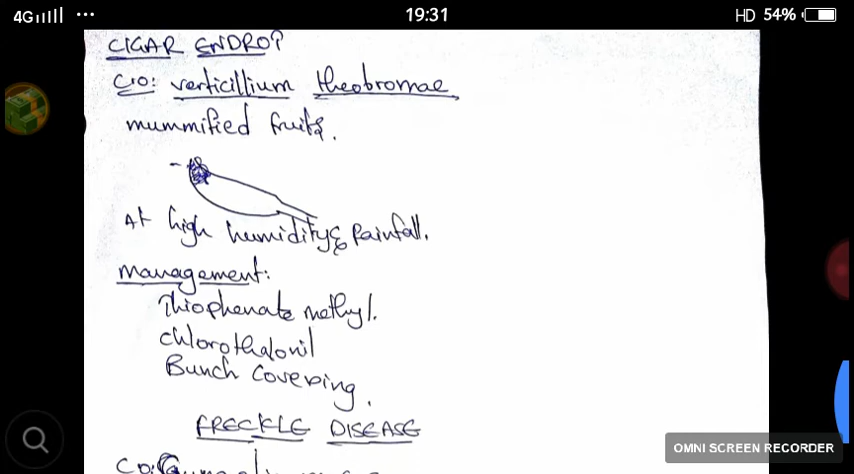 4G 19:31 HD 54%
CIGAR ENDROT
C.O: verticillium theobromae
mummified fruits.
At high humidity & Rainfall.
Management:
Thiophenate methyl.
chlorothalonil
Bunch Covering.
FRECKLE DISEASE
C.O:
OMNI SCREEN RECORDER